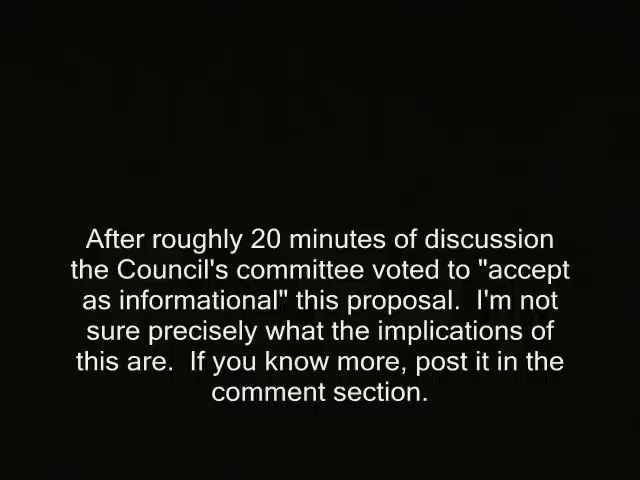 After roughly 20 minutes of discussion
the Council's committee voted to "accept
as informational" this proposal.  I'm not
sure precisely what the implications of
this are.  If you know more, post it in the
comment section.